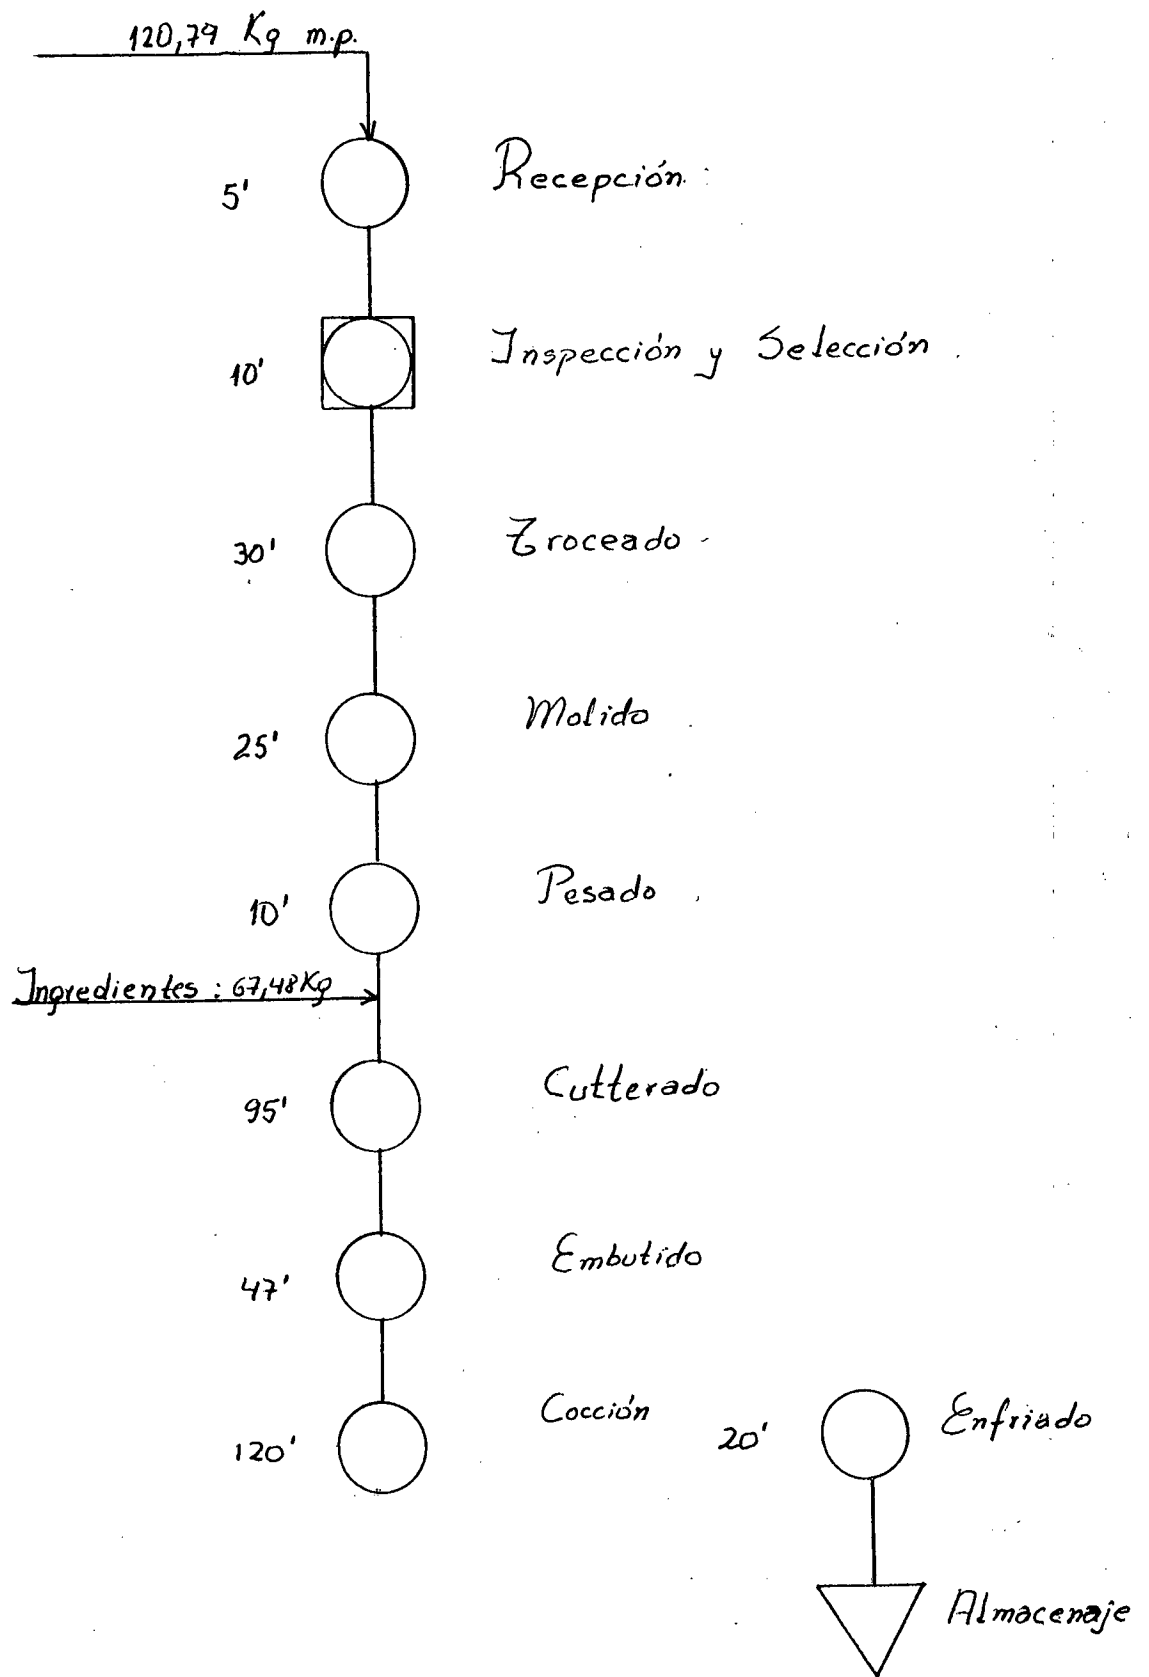 120,79 Kg m.p.
5' Recepción
10' Inspección y Selección.
30' Troceado
25' Molido
10' Pesado
Ingredientes : 67,48 Kg
95' Cutterado
47' Embutido
120' Cocción
20' Enfriado
Almacenaje